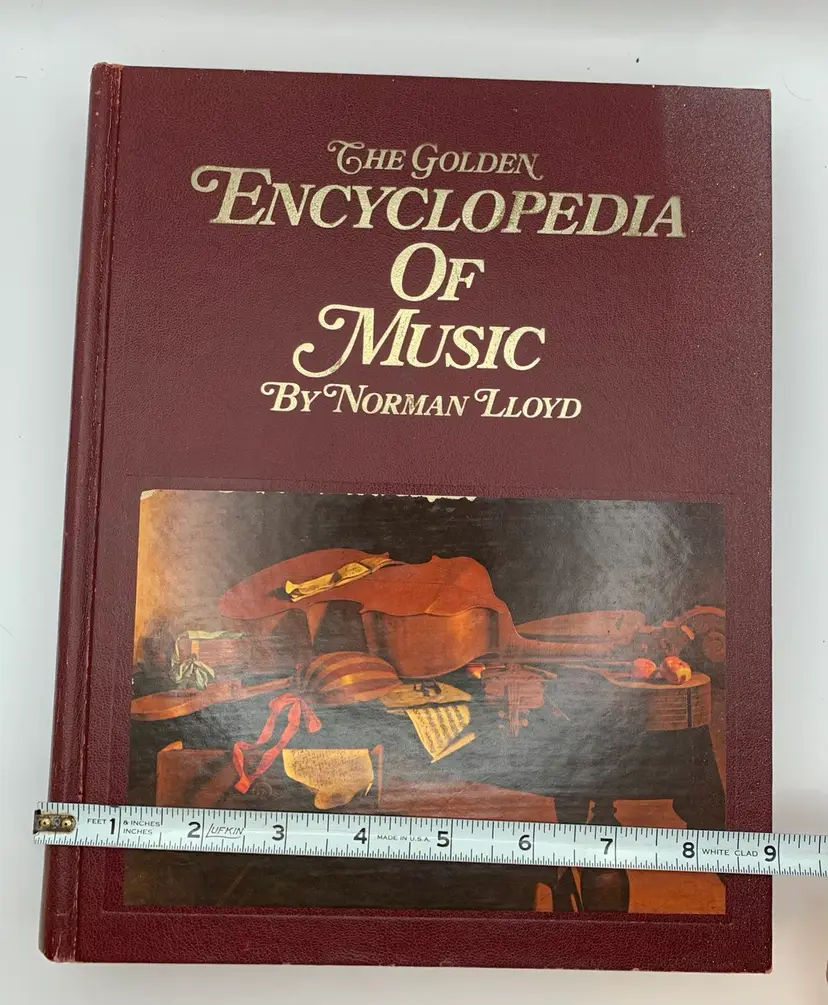 THE GOLDEN
ENCYCLOPEDIA
OF
MUSIC
BY NORMAN LLOYD
FEET 1 & INCHES INCHES 2 LUFKIN 3 4 MADE IN U.S.A. 5 6 7 8 WHITE CLAD 9